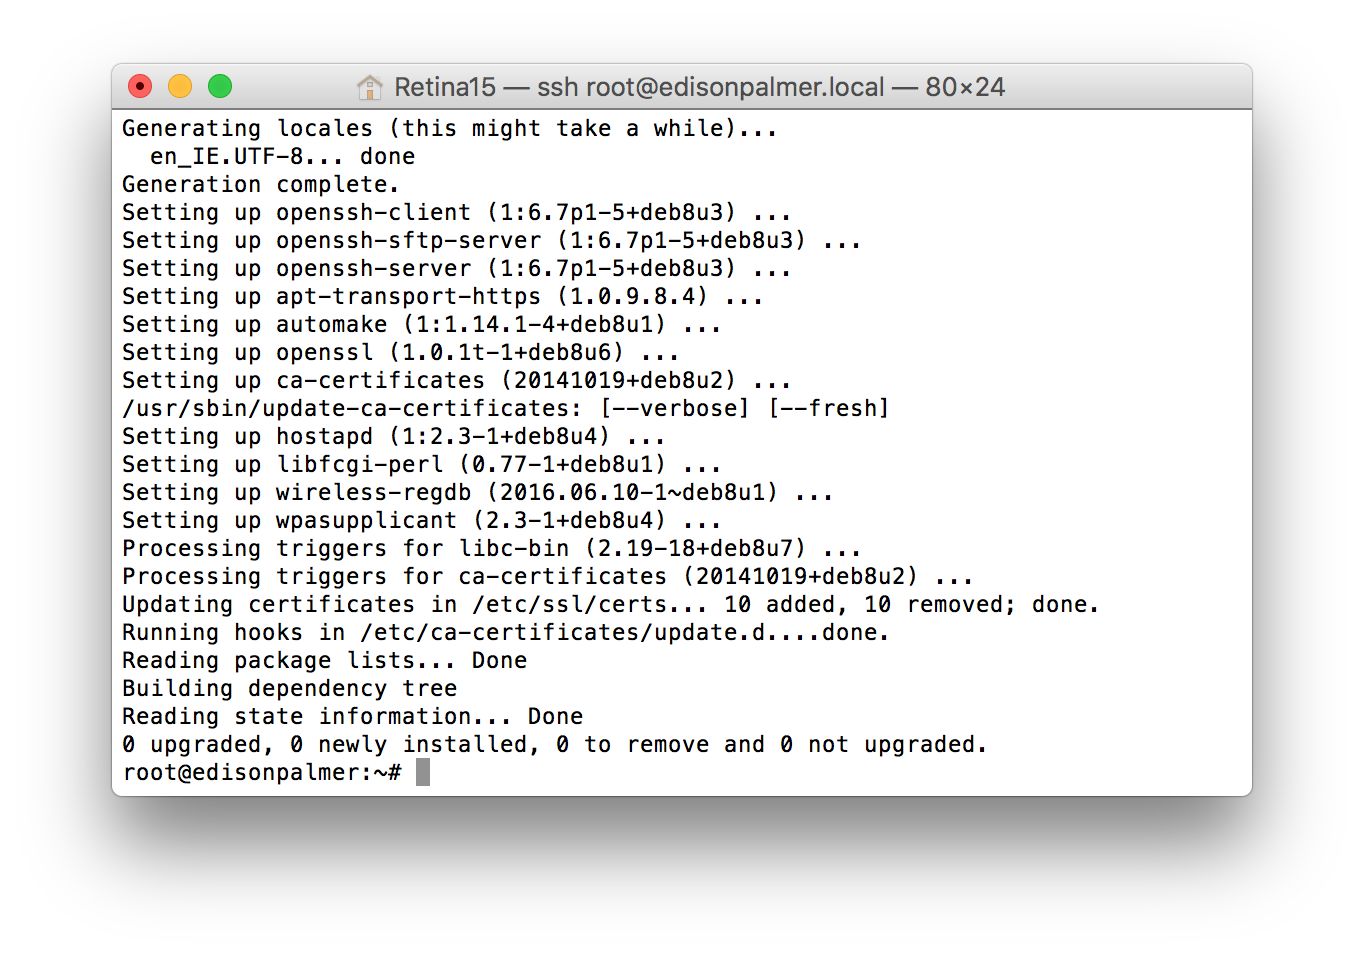 Retina15 — ssh root@edisonpalmer.local — 80×24
Generating locales (this might take a while)...
  en_IE.UTF-8... done
Generation complete.
Setting up openssh-client (1:6.7p1-5+deb8u3) ...
Setting up openssh-sftp-server (1:6.7p1-5+deb8u3) ...
Setting up openssh-server (1:6.7p1-5+deb8u3) ...
Setting up apt-transport-https (1.0.9.8.4) ...
Setting up automake (1:1.14.1-4+deb8u1) ...
Setting up openssl (1.0.1t-1+deb8u6) ...
Setting up ca-certificates (20141019+deb8u2) ...
/usr/sbin/update-ca-certificates: [--verbose] [--fresh]
Setting up hostapd (1:2.3-1+deb8u4) ...
Setting up libfcgi-perl (0.77-1+deb8u1) ...
Setting up wireless-regdb (2016.06.10-1~deb8u1) ...
Setting up wpasupplicant (2.3-1+deb8u4) ...
Processing triggers for libc-bin (2.19-18+deb8u7) ...
Processing triggers for ca-certificates (20141019+deb8u2) ...
Updating certificates in /etc/ssl/certs... 10 added, 10 removed; done.
Running hooks in /etc/ca-certificates/update.d....done.
Reading package lists... Done
Building dependency tree
Reading state information... Done
0 upgraded, 0 newly installed, 0 to remove and 0 not upgraded.
root@edisonpalmer:~#